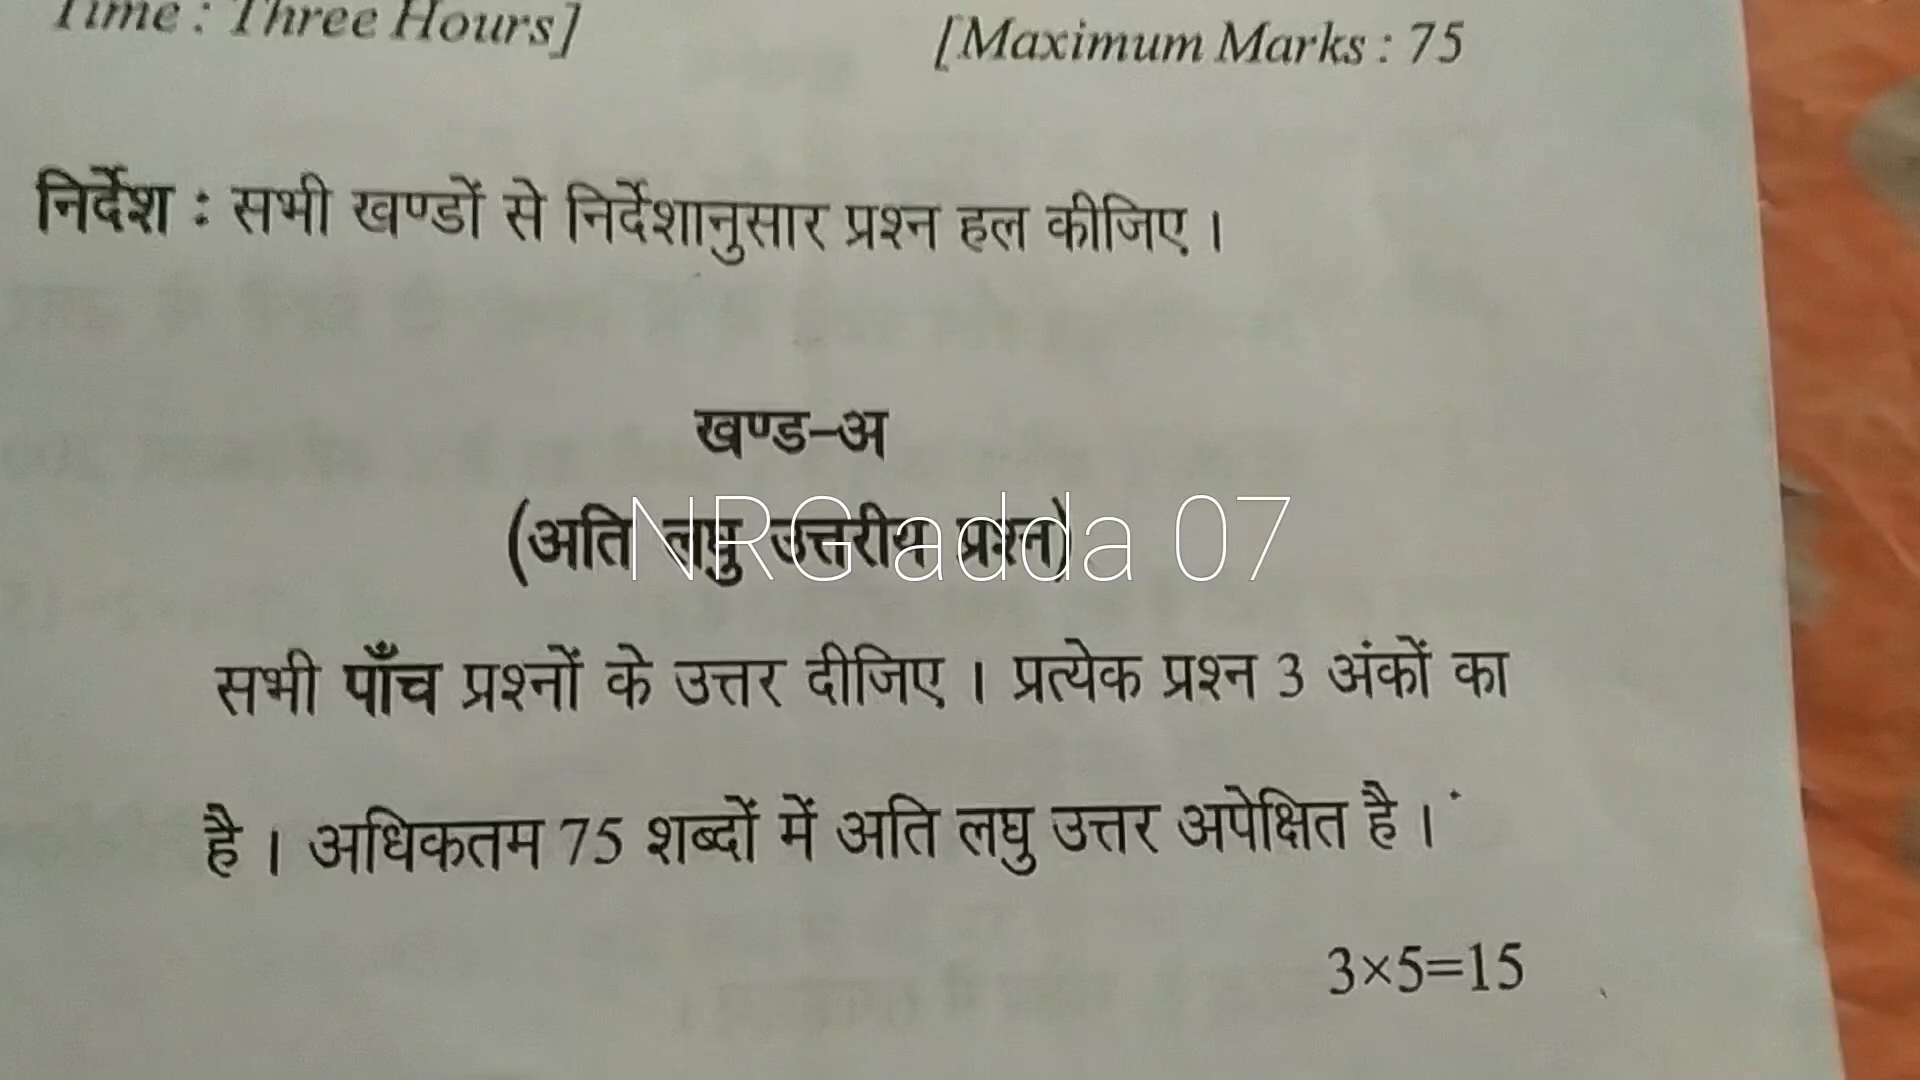 Time : Three Hours] [Maximum Marks : 75
निर्देश : सभी खण्डों से निर्देशानुसार प्रश्न हल कीजिए ।
खण्ड-अ
(अति लघु उत्तरीय प्रश्न)
NRG adda 07
सभी पाँच प्रश्नों के उत्तर दीजिए । प्रत्येक प्रश्न 3 अंकों का
है । अधिकतम 75 शब्दों में अति लघु उत्तर अपेक्षित है ।
3×5=15